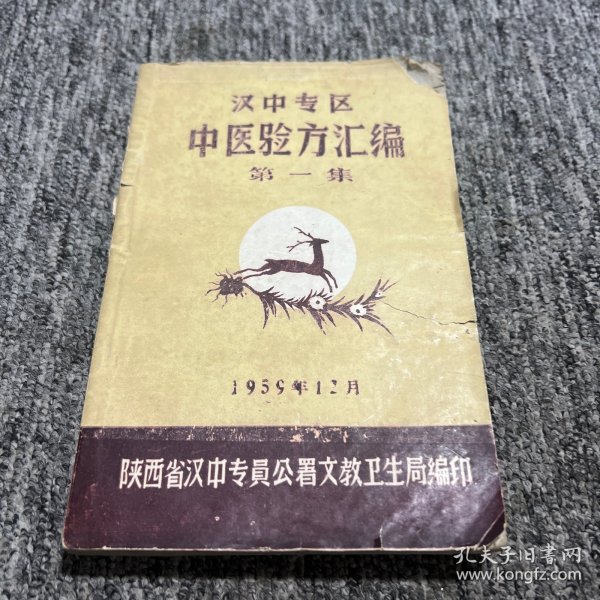 汉中专区
中医验方汇编
第一集
1959年12月
陕西省汉中专員公署文教卫生局编印
孔夫子旧書网
www.kongfz.com